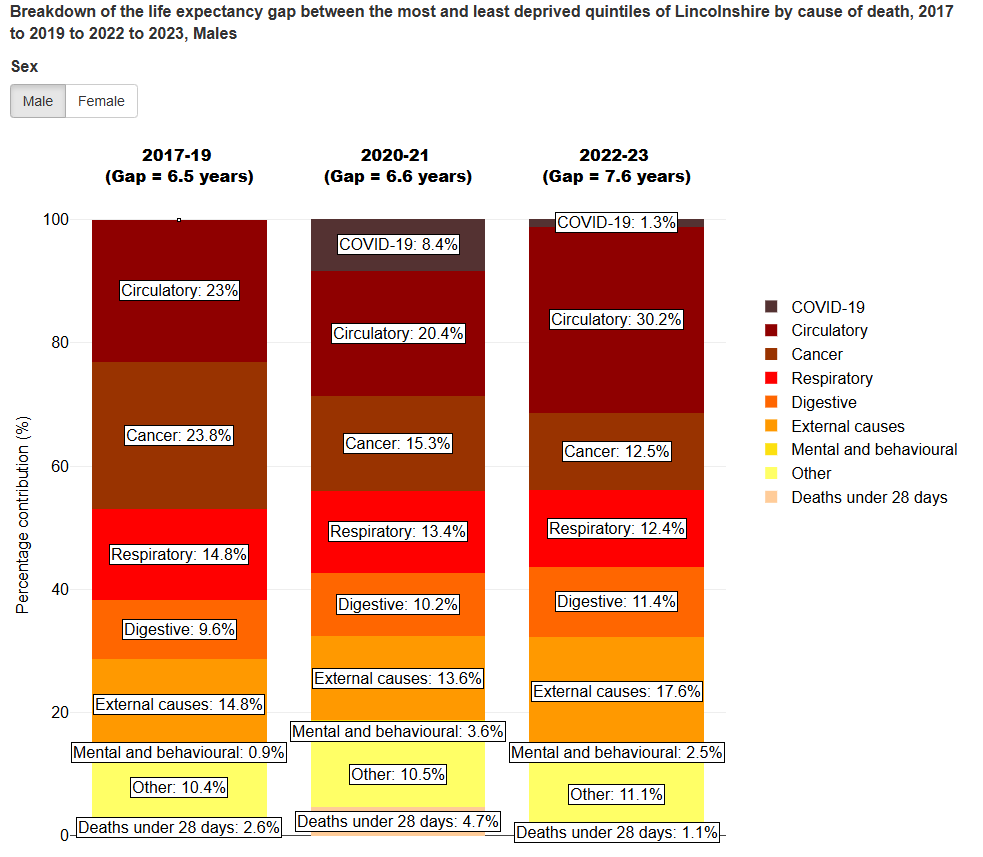 Breakdown of the life expectancy gap between the most and least deprived quintiles of Lincolnshire by cause of death, 2017
to 2019 to 2022 to 2023, Males
Sex
Male Female
2017-19
(Gap = 6.5 years)
2020-21
(Gap = 6.6 years)
2022-23
(Gap = 7.6 years)
Percentage contribution (%)
100
80
60
40
20
0
Circulatory: 23%
Cancer: 23.8%
Respiratory: 14.8%
Digestive: 9.6%
External causes: 14.8%
Mental and behavioural: 0.9%
Other: 10.4%
Deaths under 28 days: 2.6%
COVID-19: 8.4%
Circulatory: 20.4%
Cancer: 15.3%
Respiratory: 13.4%
Digestive: 10.2%
External causes: 13.6%
Mental and behavioural: 3.6%
Other: 10.5%
Deaths under 28 days: 4.7%
COVID-19: 1.3%
Circulatory: 30.2%
Cancer: 12.5%
Respiratory: 12.4%
Digestive: 11.4%
External causes: 17.6%
Mental and behavioural: 2.5%
Other: 11.1%
Deaths under 28 days: 1.1%
COVID-19
Circulatory
Cancer
Respiratory
Digestive
External causes
Mental and behavioural
Other
Deaths under 28 days